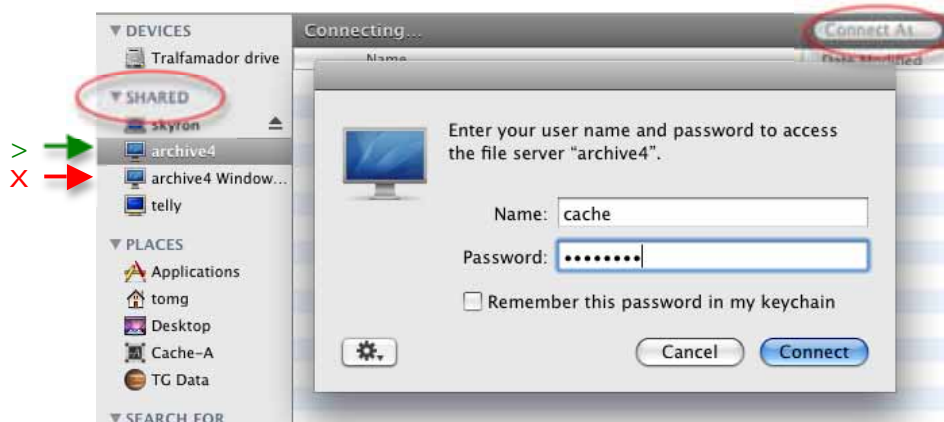 DEVICES
Tralfamador drive
SHARED
skyron
> archive4
X archive4 Window...
telly
PLACES
Applications
tomg
Desktop
Cache-A
TG Data
SEARCH FOR
Connecting...
Connect As
Name
Date Modified
Enter your user name and password to access
the file server “archive4”.
Name: cache
Password: ••••••••
Remember this password in my keychain
Cancel
Connect